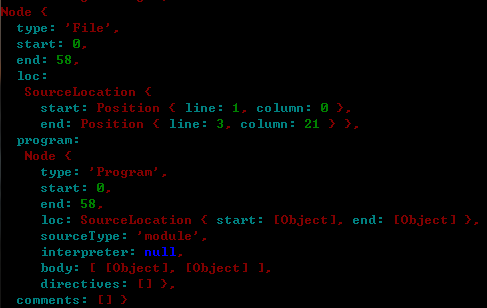 Node {
type: 'File',
start: 0,
end: 58,
loc:
SourceLocation {
start: Position { line: 1, column: 0 },
end: Position { line: 3, column: 21 } },
program:
Node {
type: 'Program',
start: 0,
end: 58,
loc: SourceLocation { start: [Object], end: [Object] },
sourceType: 'module',
interpreter: null,
body: [ [Object], [Object] ],
directives: [] },
comments: [] }